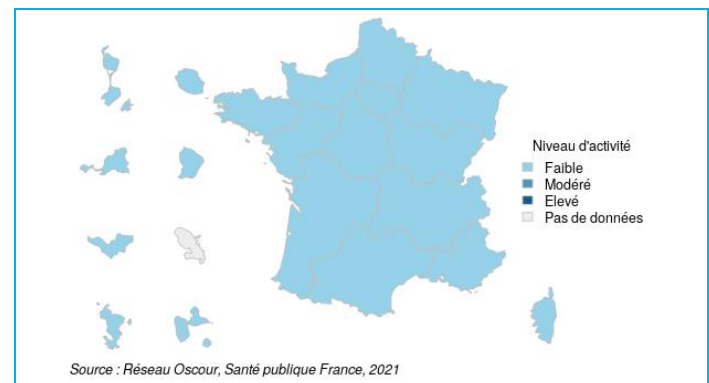 Niveau d'activité
Faible
Modéré
Elevé
Pas de données
Source : Réseau Oscour, Santé publique France, 2021